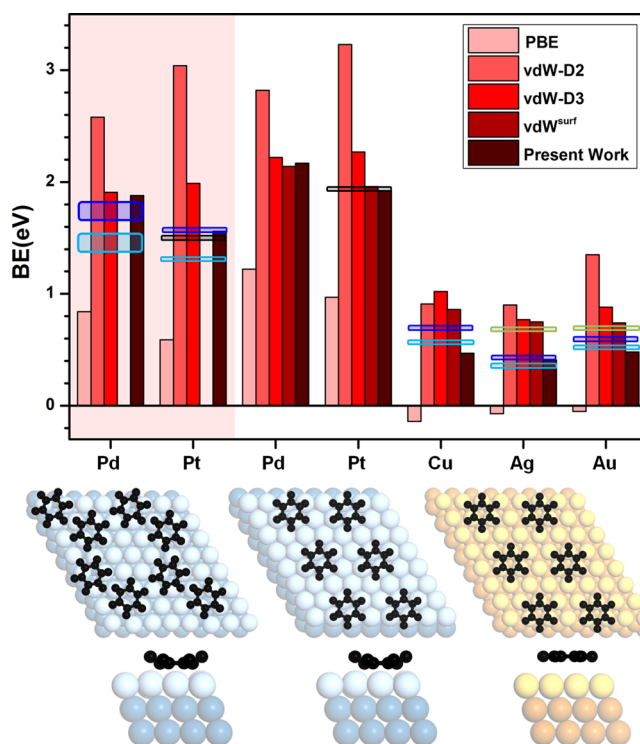 PBE
vdW-D2
vdW-D3
vdW^surf
Present Work
BE(eV)
3
2
1
0
Pd Pt Pd Pt Cu Ag Au